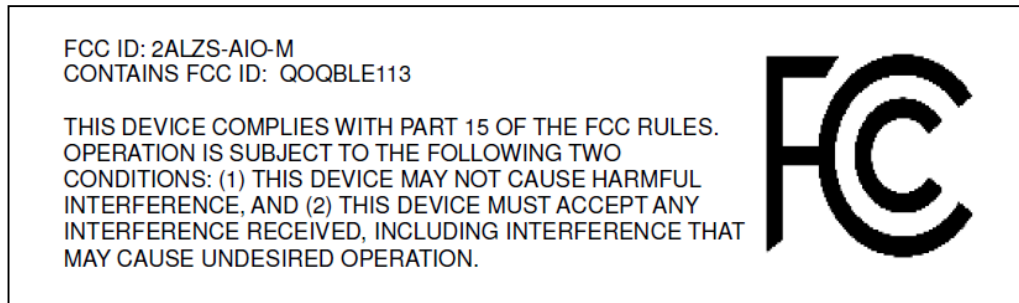 FCC ID: 2ALZS-AIO-M
CONTAINS FCC ID:  QOQBLE113
THIS DEVICE COMPLIES WITH PART 15 OF THE FCC RULES.
OPERATION IS SUBJECT TO THE FOLLOWING TWO
CONDITIONS: (1) THIS DEVICE MAY NOT CAUSE HARMFUL
INTERFERENCE, AND (2) THIS DEVICE MUST ACCEPT ANY
INTERFERENCE RECEIVED, INCLUDING INTERFERENCE THAT
MAY CAUSE UNDESIRED OPERATION.
FCC